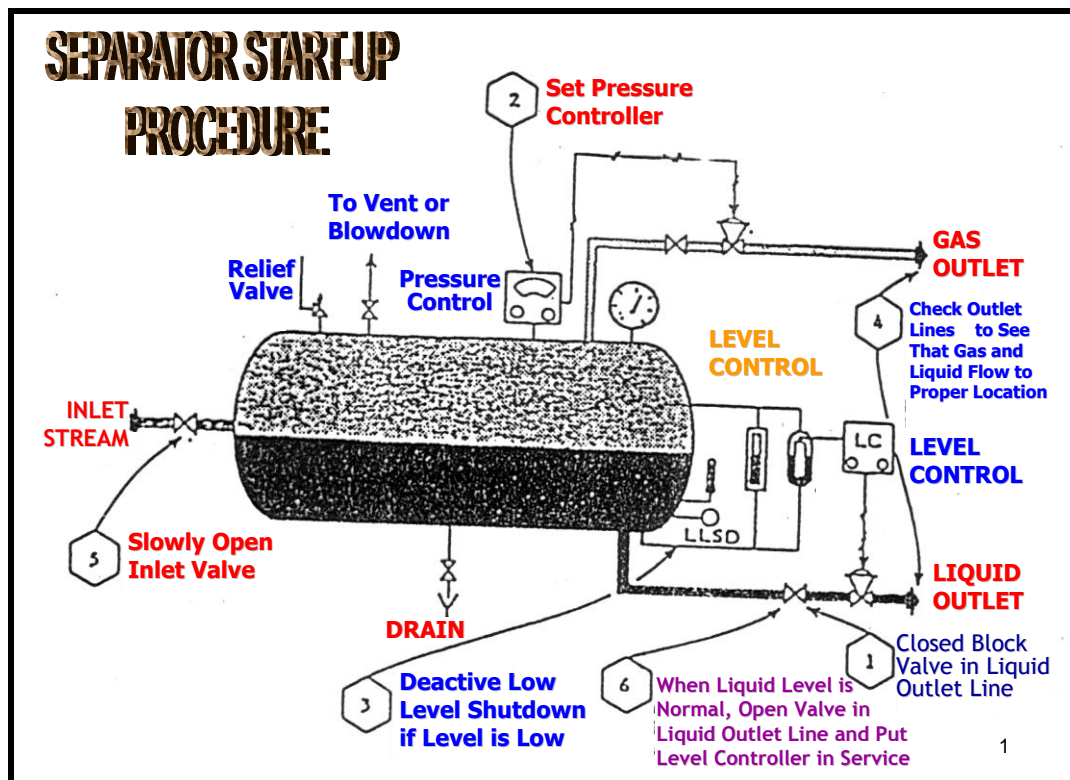 SEPARATOR START-UP
PROCEDURE
2
Set Pressure
Controller
To Vent or
Blowdown
Relief
Valve
Pressure
Control
GAS
OUTLET
4
Check Outlet
Lines to See
That Gas and
Liquid Flow to
Proper Location
LEVEL
CONTROL
INLET
STREAM
LC
LEVEL
CONTROL
5
Slowly Open
Inlet Valve
LLSD
DRAIN
LIQUID
OUTLET
3
Deactive Low
Level Shutdown
if Level is Low
6
When Liquid Level is
Normal, Open Valve in
Liquid Outlet Line and Put
Level Controller in Service
1
Closed Block
Valve in Liquid
Outlet Line
1